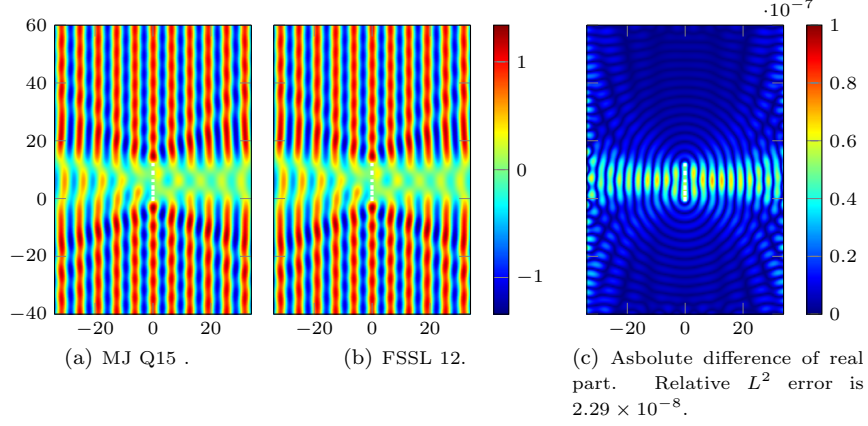 ·10⁻⁷
60
40
20
0
−20
−40
−20 0 20
−20 0 20
1
0
−1
−20 0 20
1
0.8
0.6
0.4
0.2
0
(a) MJ Q15 .
(b) FSSL 12.
(c) Asbolute difference of real
part. Relative L² error is
2.29 × 10⁻⁸.